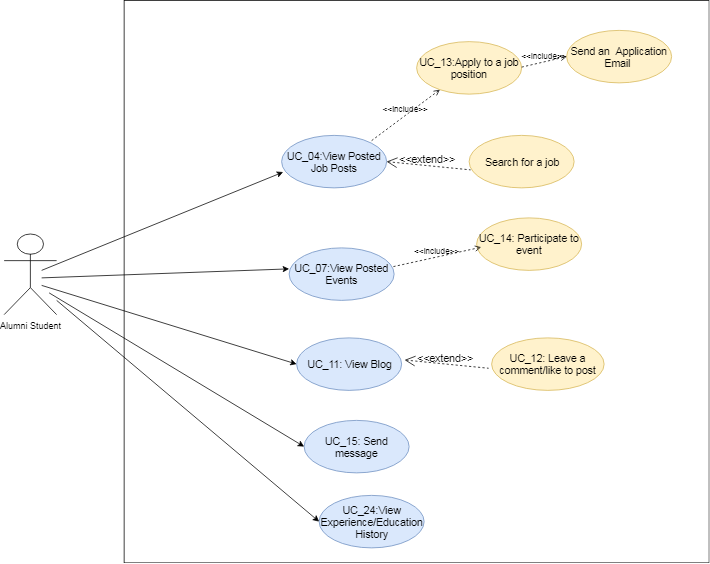 UC_13:Apply to a job
position
<<include>>
Send an Application
Email
<<include>>
UC_04:View Posted
Job Posts
<<extend>>
Search for a job
UC_14: Participate to
event
<<include>>
UC_07:View Posted
Events
Alumni Student
UC_11: View Blog
<<extend>>
UC_12: Leave a
comment/like to post
UC_15: Send
message
UC_24:View
Experience/Education
History